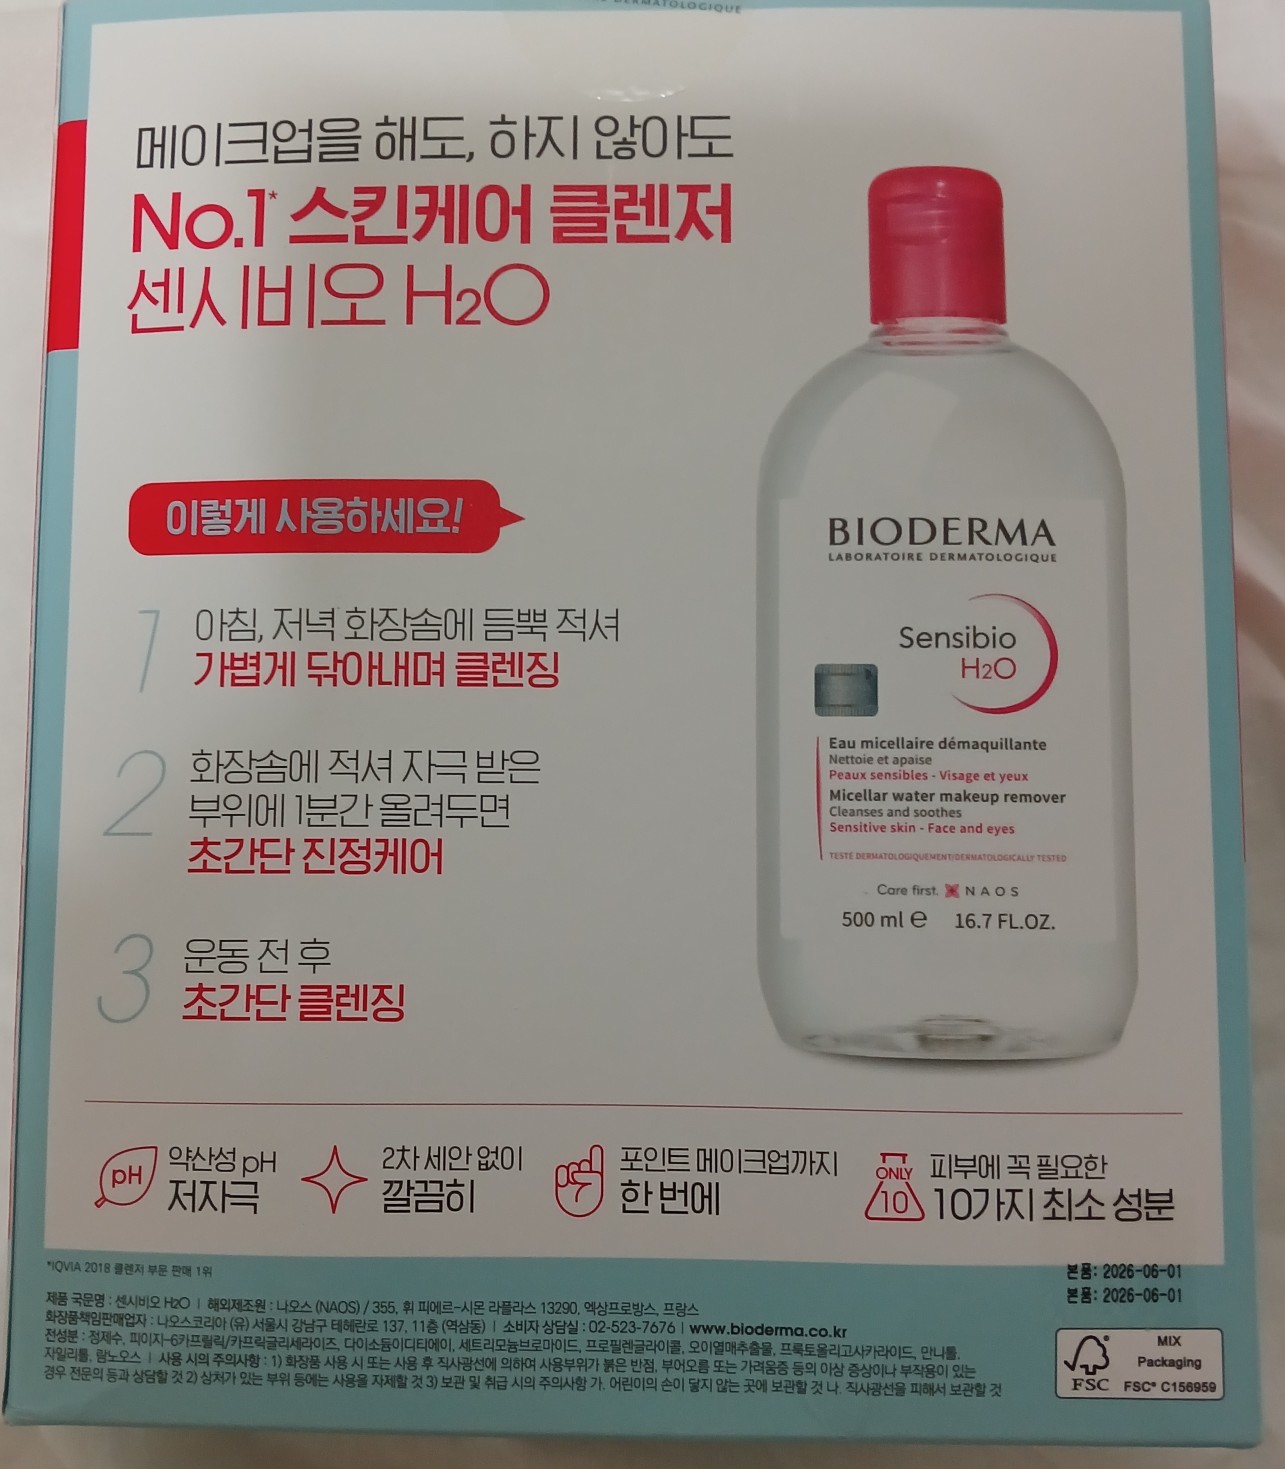 DERMATOLOGIQUE
메이크업을 해도, 하지 않아도
No.1* 스킨케어 클렌저
센시비오 H2O
이렇게 사용하세요!
1 아침, 저녁 화장솜에 듬뿍 적셔
가볍게 닦아내며 클렌징
2 화장솜에 적셔 자극 받은
부위에 1분간 올려두면
초간단 진정케어
3 운동 전 후
초간단 클렌징
BIODERMA
LABORATOIRE DERMATOLOGIQUE
Sensibio
H2O
Eau micellaire démaquillante
Nettoie et apaise
Peaux sensibles - Visage et yeux
Micellar water makeup remover
Cleanses and soothes
Sensitive skin - Face and eyes
TESTÉ DERMATOLOGIQUEMENT/DERMATOLOGICALLY TESTED
Care first. NAOS
500 ml e 16.7 FL.OZ.
pH 약산성 pH
저자극
2차 세안 없이
깔끔히
포인트 메이크업까지
한 번에
ONLY 10 피부에 꼭 필요한
10가지 최소 성분
*IQVIA 2018 클렌저 부문 판매 1위
본품: 2026-06-01
본품: 2026-06-01
제품 국문명 : 센시비오 H2O | 해외제조원 : 나오스 (NAOS) / 355, 휘 피에르-시몬 라플라스 13290, 엑상프로방스, 프랑스
화장품책임판매업자 : 나오스코리아 (유) 서울시 강남구 테헤란로 137, 11층 (역삼동) | 소비자 상담실 : 02-523-7676 | www.bioderma.co.kr
전성분 : 정제수, 피이지-6카프릴릭/카프릭글리세라이즈, 다이소듐이디티에이, 세트리모늄브로마이드, 프로필렌글라이콜, 오이열매추출물, 프룩토올리고사카라이드, 만니톨,
자일리톨, 람노오스 | 사용 시의 주의사항 : 1) 화장품 사용 시 또는 사용 후 직사광선에 의하여 사용부위가 붉은 반점, 부어오름 또는 가려움증 등의 이상 증상이나 부작용이 있는
경우 전문의 등과 상담할 것 2) 상처가 있는 부위 등에는 사용을 자제할 것 3) 보관 및 취급 시의 주의사항 가. 어린이의 손이 닿지 않는 곳에 보관할 것 나. 직사광선을 피해서 보관할 것
FSC
MIX
Packaging
FSC® C156959